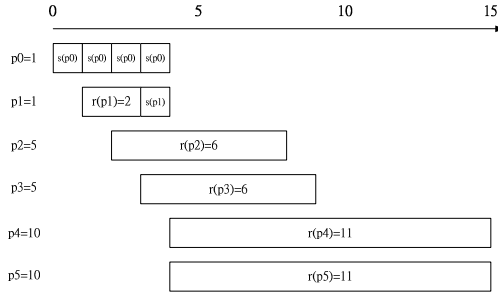 0 5 10 15
p0=1 s(p0) s(p0) s(p0) s(p0)
p1=1 r(p1)=2 s(p1)
p2=5 r(p2)=6
p3=5 r(p3)=6
p4=10 r(p4)=11
p5=10 r(p5)=11